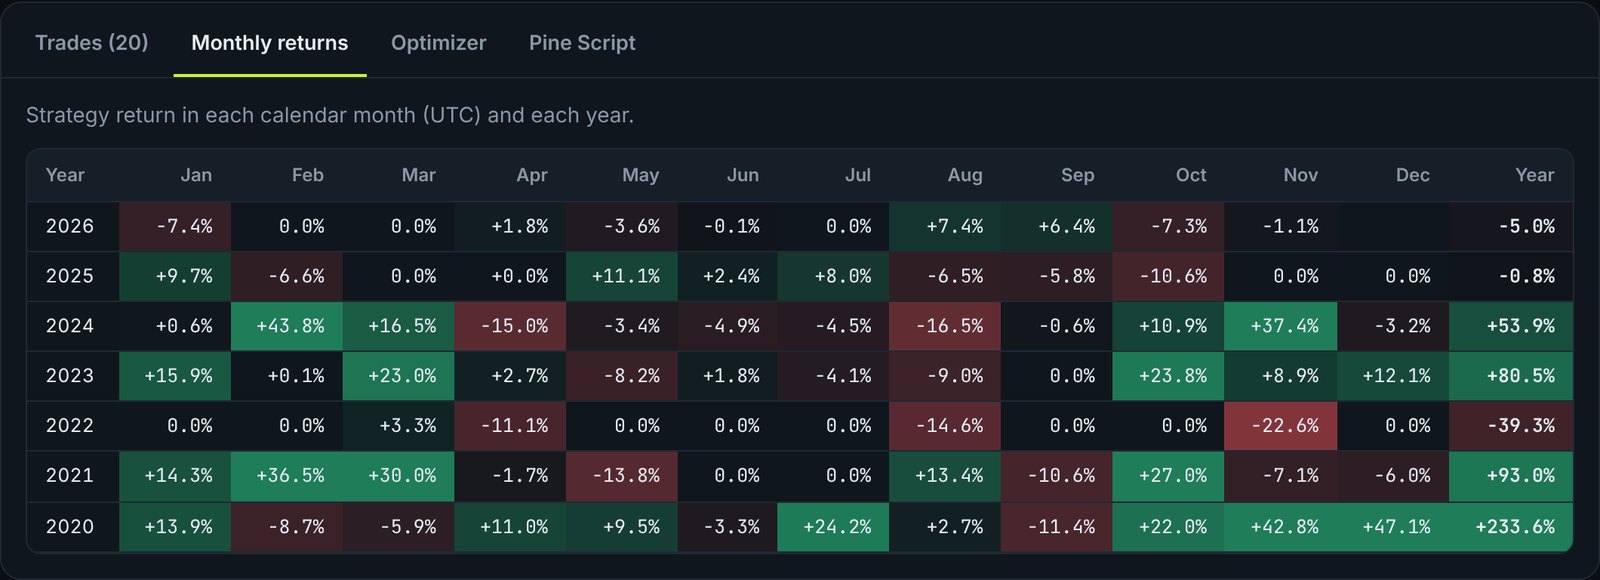 Trades (20) Monthly returns Optimizer Pine Script
Strategy return in each calendar month (UTC) and each year.
Year Jan Feb Mar Apr May Jun Jul Aug Sep Oct Nov Dec Year
2026 -7.4% 0.0% 0.0% +1.8% -3.6% -0.1% 0.0% +7.4% +6.4% -7.3% -1.1% -5.0%
2025 +9.7% -6.6% 0.0% +0.0% +11.1% +2.4% +8.0% -6.5% -5.8% -10.6% 0.0% 0.0% -0.8%
2024 +0.6% +43.8% +16.5% -15.0% -3.4% -4.9% -4.5% -16.5% -0.6% +10.9% +37.4% -3.2% +53.9%
2023 +15.9% +0.1% +23.0% +2.7% -8.2% +1.8% -4.1% -9.0% 0.0% +23.8% +8.9% +12.1% +80.5%
2022 0.0% 0.0% +3.3% -11.1% 0.0% 0.0% 0.0% -14.6% 0.0% 0.0% -22.6% 0.0% -39.3%
2021 +14.3% +36.5% +30.0% -1.7% -13.8% 0.0% 0.0% +13.4% -10.6% +27.0% -7.1% -6.0% +93.0%
2020 +13.9% -8.7% -5.9% +11.0% +9.5% -3.3% +24.2% +2.7% -11.4% +22.0% +42.8% +47.1% +233.6%